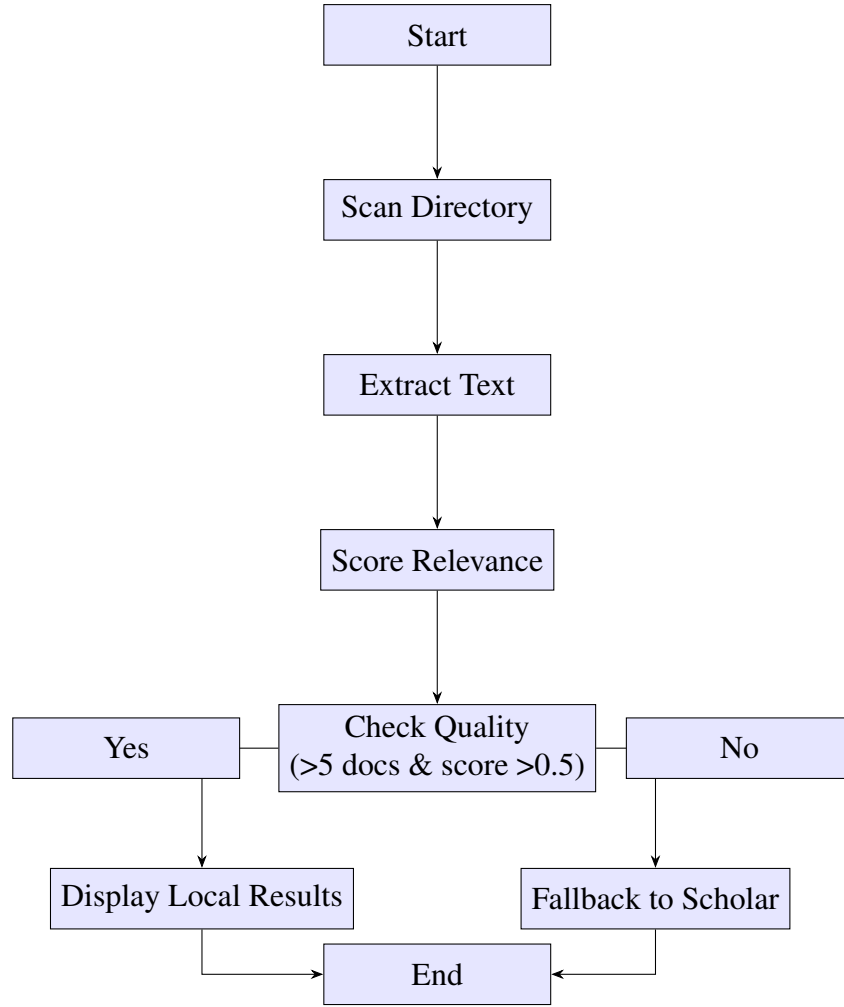 Start
Scan Directory
Extract Text
Score Relevance
Check Quality
(>5 docs & score >0.5)
Yes
No
Display Local Results
Fallback to Scholar
End